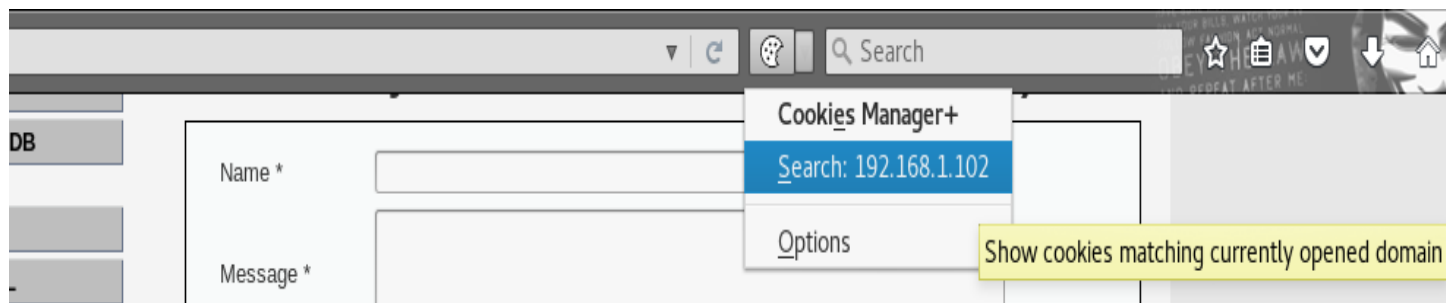 Search
Cookies Manager+
DB
Search: 192.168.1.102
Name *
Options
Show cookies matching currently opened domain
Message *